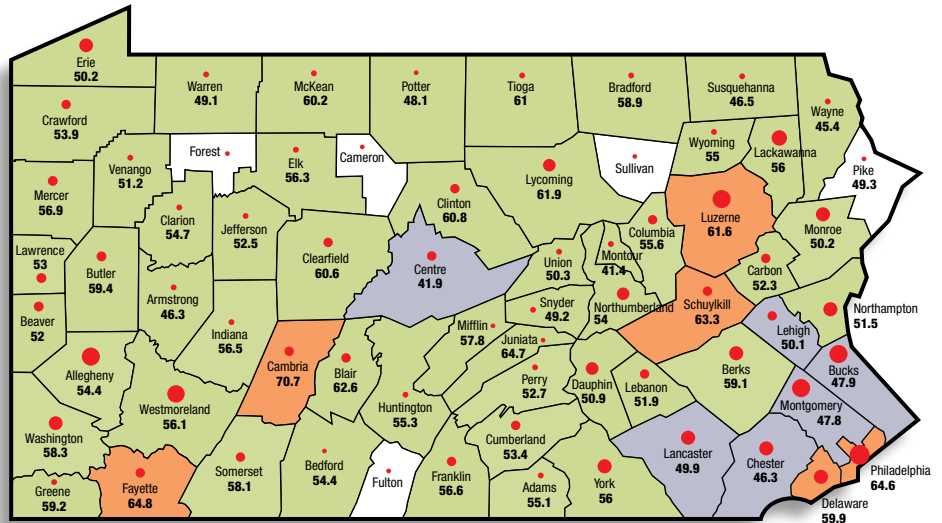 Erie
50.2
Warren
49.1
McKean
60.2
Potter
48.1
Tioga
61
Bradford
58.9
Susquehanna
46.5
Wayne
45.4
Crawford
53.9
Forest
Venango
51.2
Elk
56.3
Cameron
Sullivan
Wyoming
55
Lackawanna
56
Pike
49.3
Mercer
56.9
Clarion
54.7
Jefferson
52.5
Clinton
60.8
Lycoming
61.9
Luzerne
61.6
Columbia
55.6
Monroe
50.2
Lawrence
53
Butler
59.4
Clearfield
60.6
Centre
41.9
Union
50.3
Montour
41.4
Carbon
52.3
Armstrong
46.3
Snyder
49.2
Northumberland
54
Schuylkill
63.3
Northampton
51.5
Beaver
52
Indiana
56.5
Mifflin
57.8
Juniata
64.7
Lehigh
50.1
Allegheny
54.4
Cambria
70.7
Blair
62.6
Perry
52.7
Dauphin
50.9
Lebanon
51.9
Berks
59.1
Bucks
47.9
Westmoreland
56.1
Huntington
55.3
Montgomery
47.8
Washington
58.3
Cumberland
53.4
Lancaster
49.9
Chester
46.3
Philadelphia
64.6
Greene
59.2
Fayette
64.8
Somerset
58.1
Bedford
54.4
Fulton
Franklin
56.6
Adams
55.1
York
56
Delaware
59.9